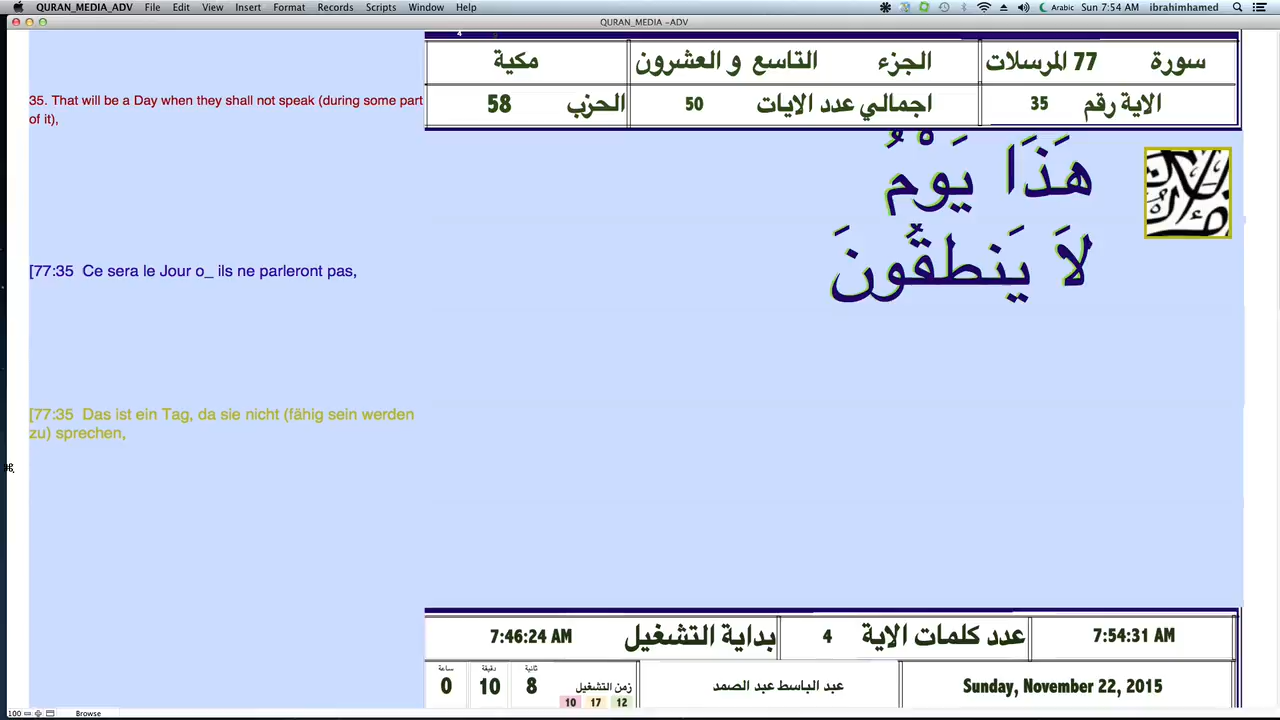 QURAN_MEDIA_ADV File Edit View Insert Format Records Scripts Window Help Arabic Sun 7:54 AM ibrahimhamed
QURAN_MEDIA -ADV
سورة 77 المرسلات الجزء التاسع و العشرون مكية
الاية رقم 35 اجمالي عدد الايات 50 الحزب 58
35. That will be a Day when they shall not speak (during some part
of it),
هَذَا يَوْمُ
لاَ يَنطِقُونَ
[77:35 Ce sera le Jour o_ ils ne parleront pas,
[77:35 Das ist ein Tag, da sie nicht (fähig sein werden
zu) sprechen,
7:54:31 AM عدد كلمات الاية 4 بداية التشغيل 7:46:24 AM
Sunday, November 22, 2015 عبد الباسط عبد الصمد زمن التشغيل ثانية 8 دقيقة 10 ساعة 0
10 17 12
100 Browse